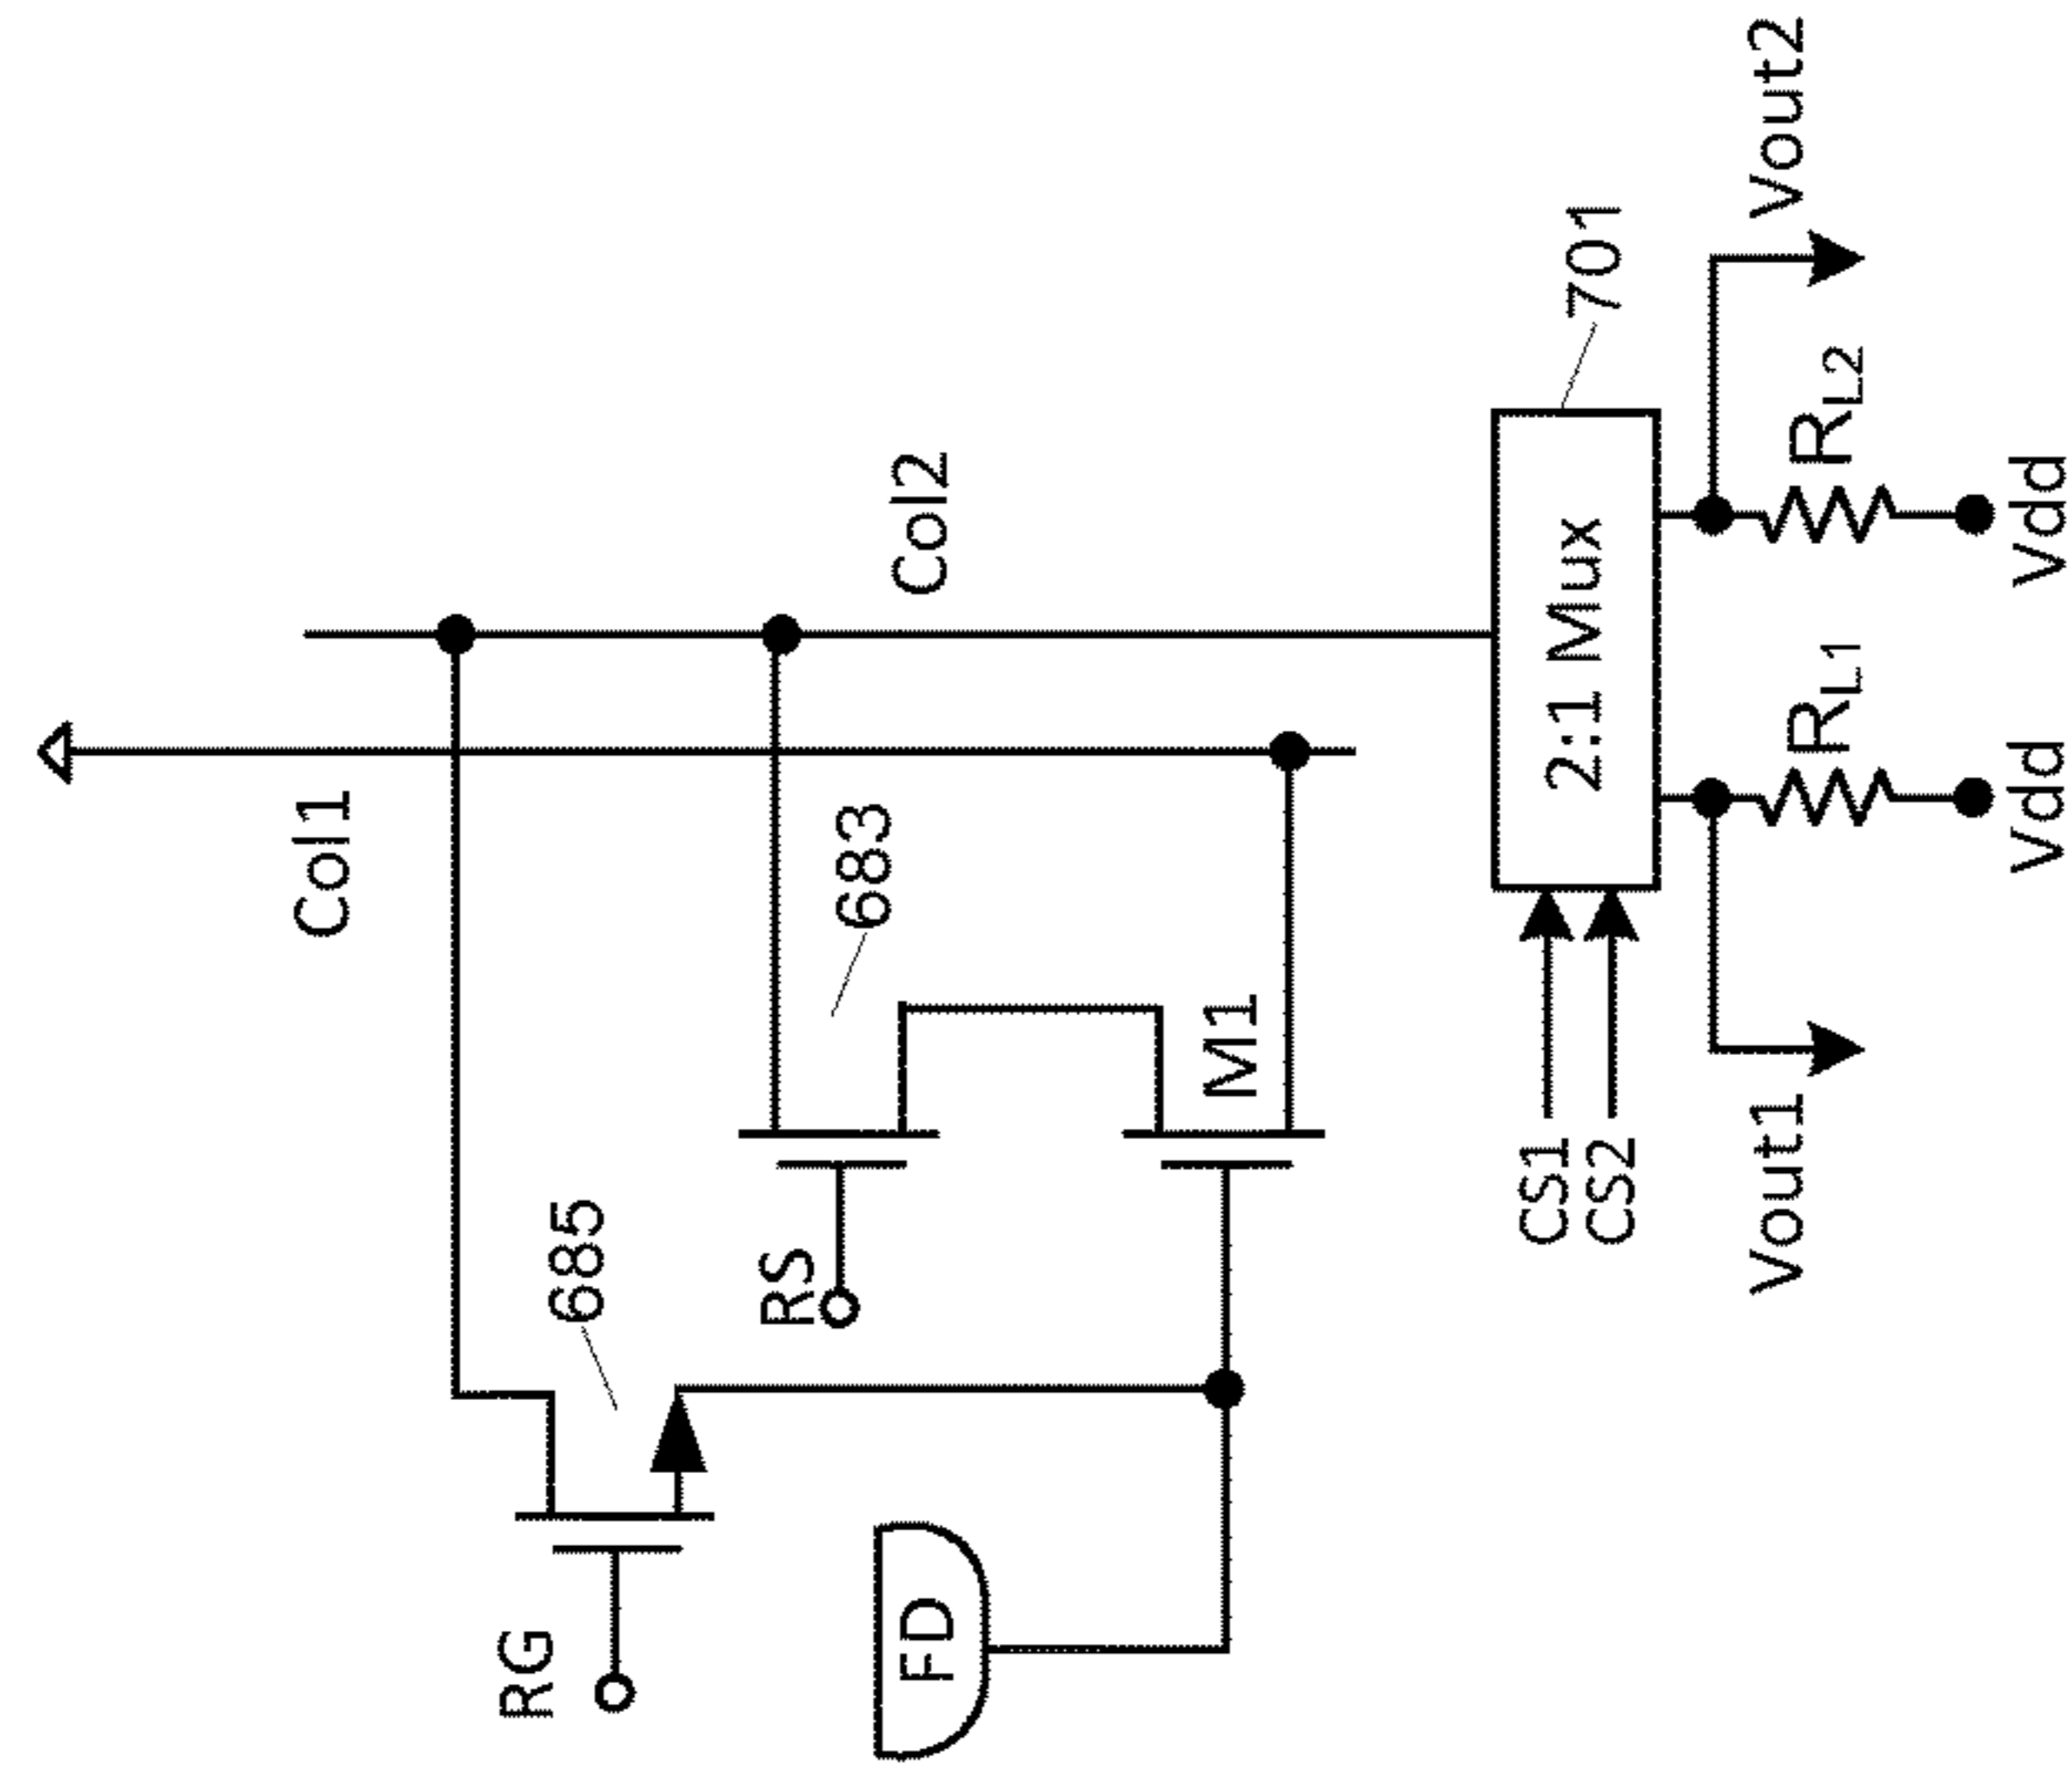 Col1
Col2
685
683
RG
RS
M1
FD
CS1
CS2
2:1 Mux
701
Vout1
RL1
RL2
Vout2
Vdd
Vdd